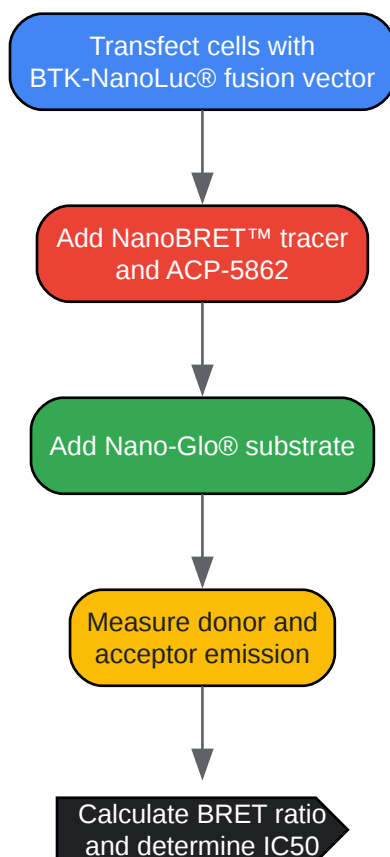 Transfect cells with
BTK-NanoLuc® fusion vector
Add NanoBRET™ tracer
and ACP-5862
Add Nano-Glo® substrate
Measure donor and
acceptor emission
Calculate BRET ratio
and determine IC50